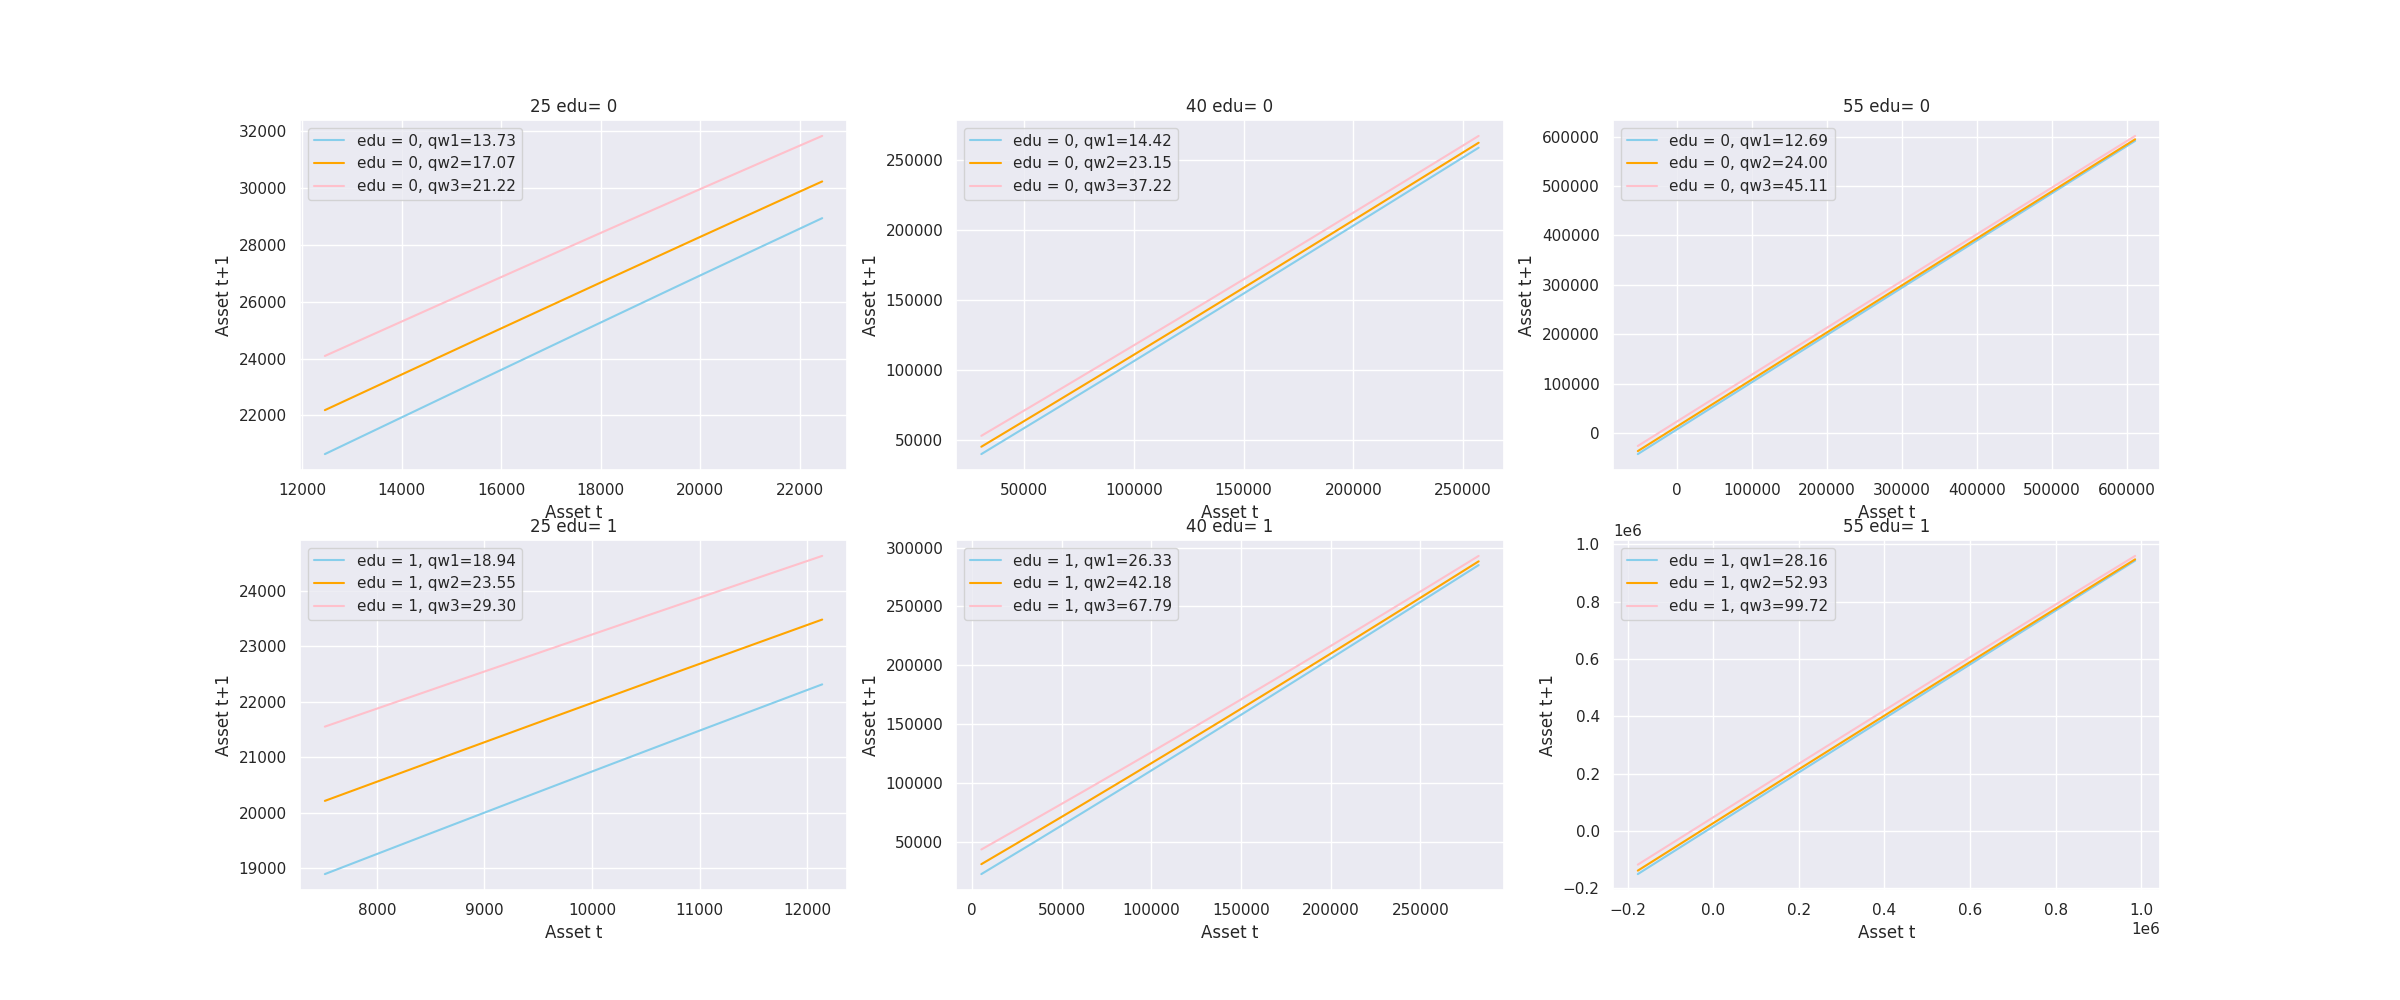 25 edu= 0
edu = 0, qw1=13.73
edu = 0, qw2=17.07
edu = 0, qw3=21.22
32000
30000
28000
26000
24000
22000
Asset t+1
12000 14000 16000 18000 20000 22000
Asset t
40 edu= 0
edu = 0, qw1=14.42
edu = 0, qw2=23.15
edu = 0, qw3=37.22
250000
200000
150000
100000
50000
Asset t+1
50000 100000 150000 200000 250000
Asset t
55 edu= 0
edu = 0, qw1=12.69
edu = 0, qw2=24.00
edu = 0, qw3=45.11
600000
500000
400000
300000
200000
100000
0
Asset t+1
0 100000 200000 300000 400000 500000 600000
Asset t
25 edu= 1
edu = 1, qw1=18.94
edu = 1, qw2=23.55
edu = 1, qw3=29.30
24000
23000
22000
21000
20000
19000
Asset t+1
8000 9000 10000 11000 12000
Asset t
40 edu= 1
edu = 1, qw1=26.33
edu = 1, qw2=42.18
edu = 1, qw3=67.79
300000
250000
200000
150000
100000
50000
Asset t+1
0 50000 100000 150000 200000 250000
Asset t
55 edu= 1
1e6
edu = 1, qw1=28.16
edu = 1, qw2=52.93
edu = 1, qw3=99.72
1.0
0.8
0.6
0.4
0.2
0.0
−0.2
Asset t+1
−0.2 0.0 0.2 0.4 0.6 0.8 1.0
1e6
Asset t